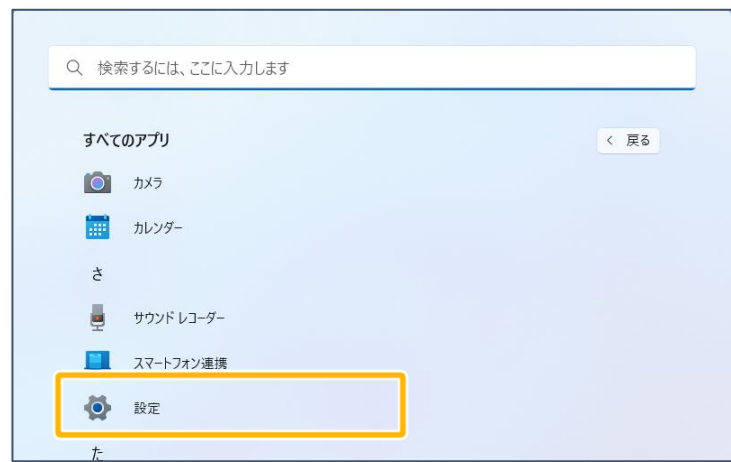 検索するには、ここに入力します
すべてのアプリ
戻る
カメラ
カレンダー
さ
サウンド レコーダー
スマートフォン連携
設定
た